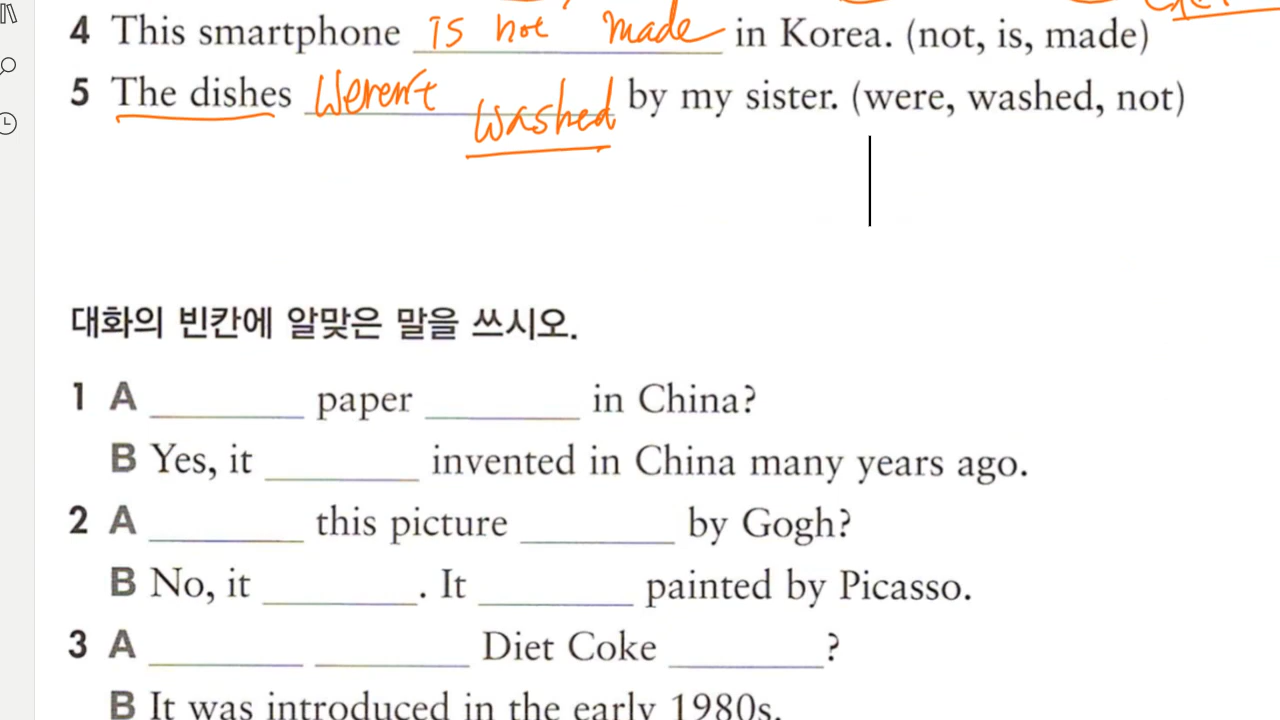 4 This smartphone is not made in Korea. (not, is, made)
5 The dishes weren't washed by my sister. (were, washed, not)
대화의 빈칸에 알맞은 말을 쓰시오.
1 A ________ paper ________ in China?
B Yes, it ________ invented in China many years ago.
2 A ________ this picture ________ by Gogh?
B No, it ________. It ________ painted by Picasso.
3 A ________ ________ Diet Coke ________?
B It was introduced in the early 1980s.